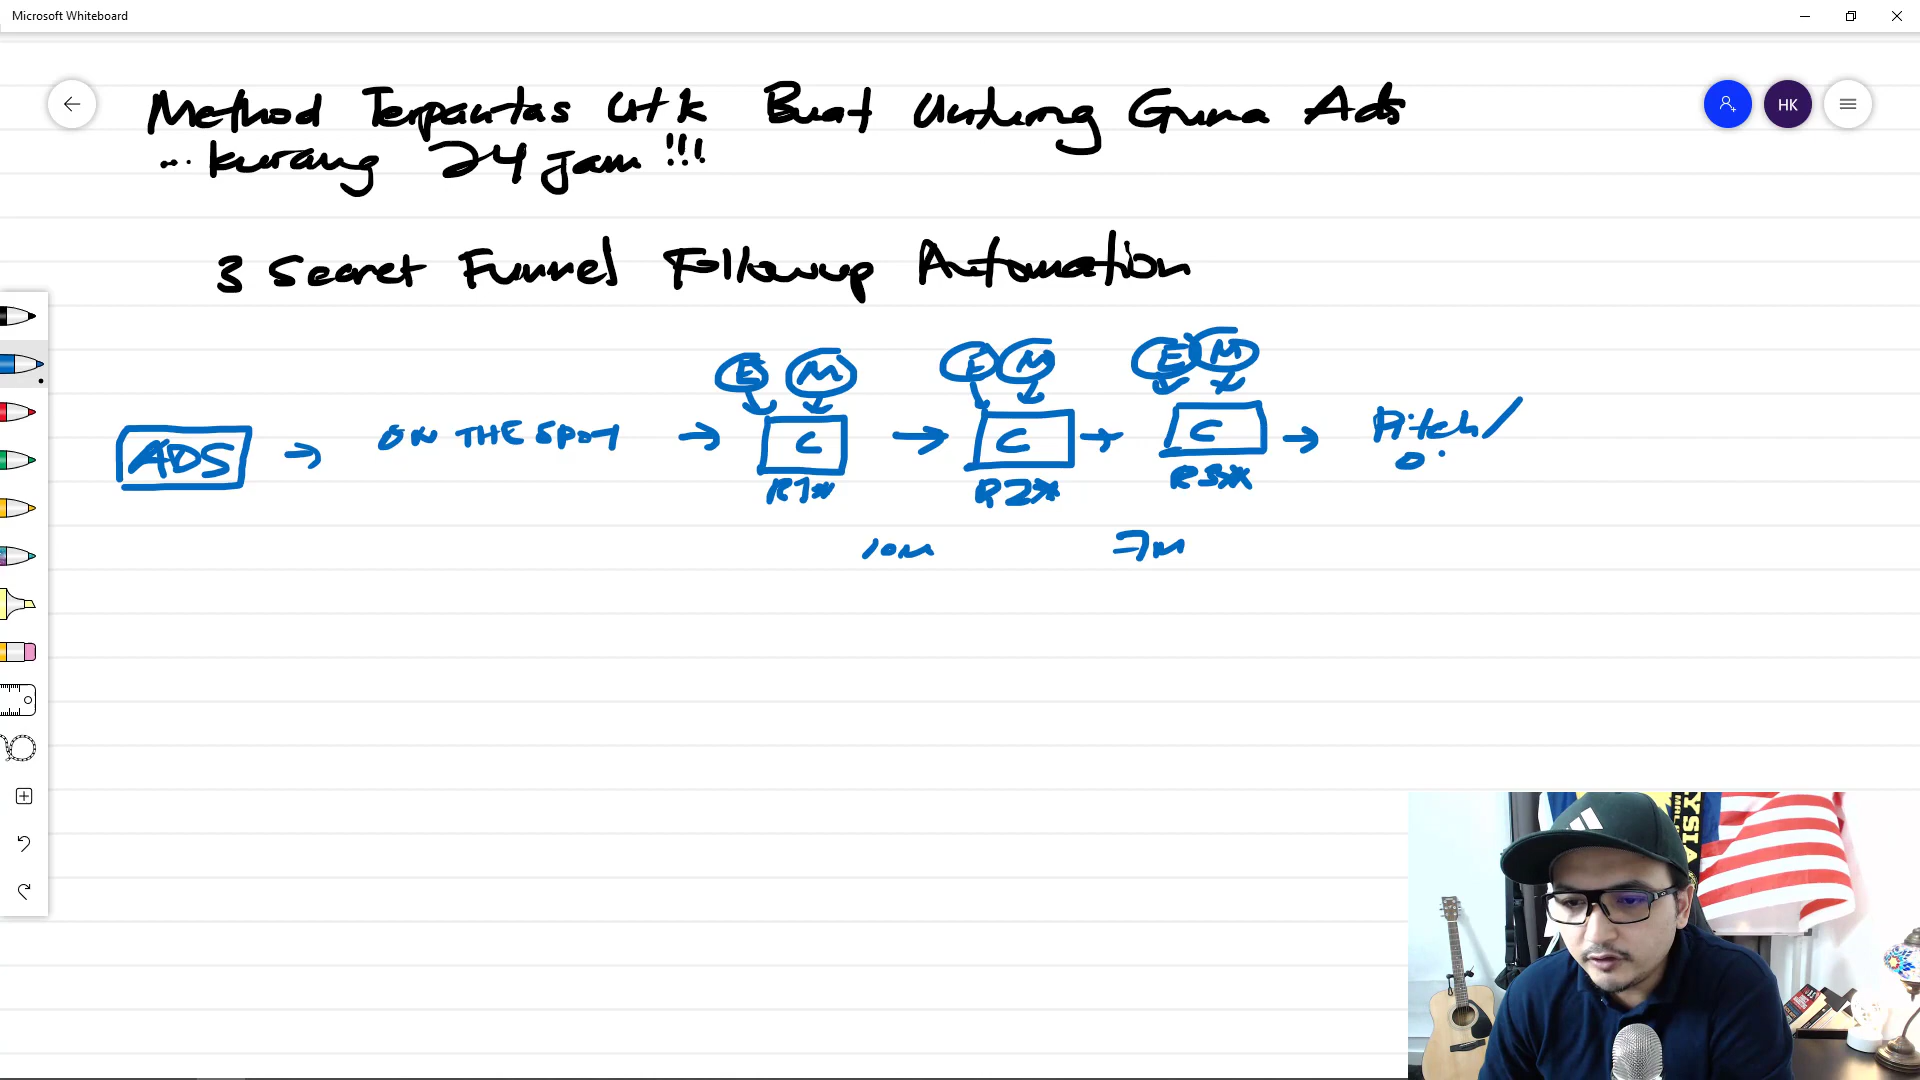 Microsoft Whiteboard
HK
Method Terpantas Utk Buat Untung Guna Ads
... kurang 24 jam !!!
3 Secret Funnel Followup Automation
E M E M E M
ADS → ON THE SPOT → C → C → C → Pitch/
R1* R2* R3*
10M 7M
YSIA